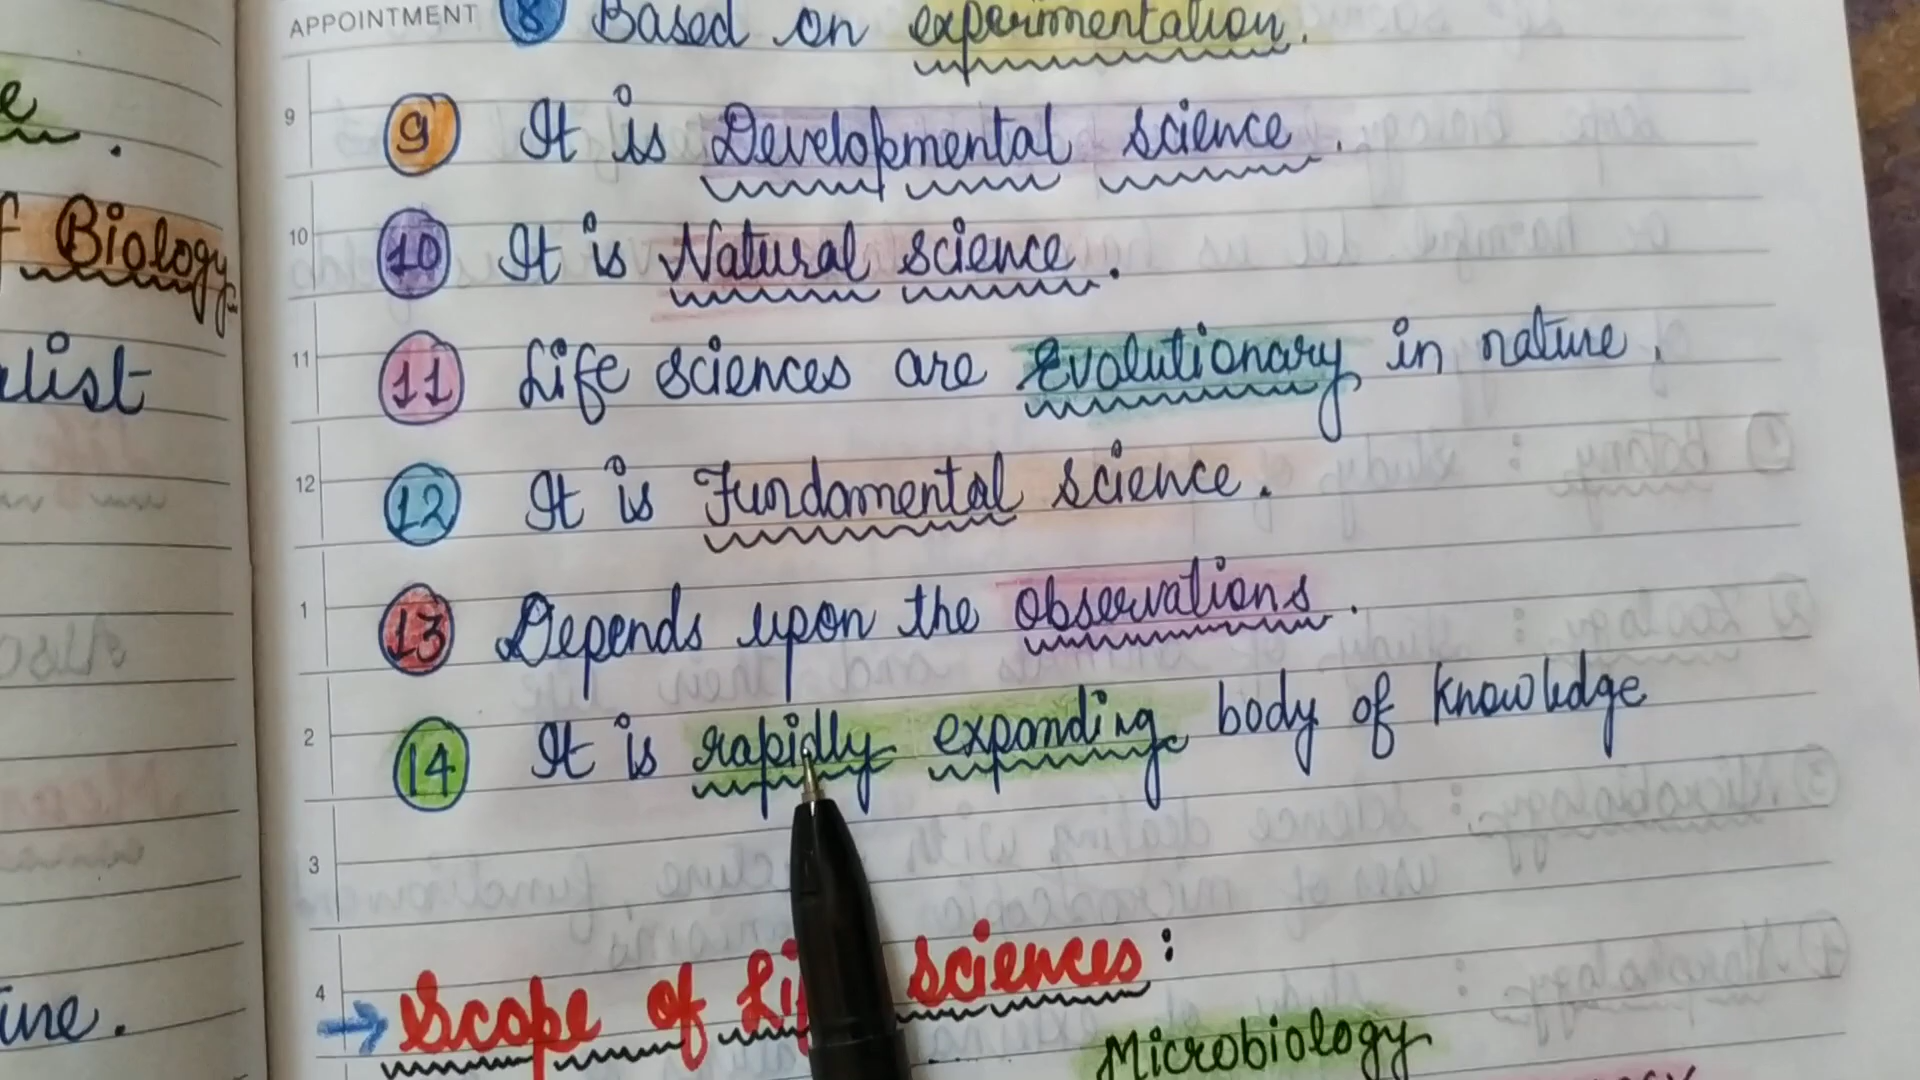 APPOINTMENT
8 Based on experimentation.
9 9 It is Developmental science.
10 10 It is Natural science.
11 11 Life sciences are evolutionary in nature.
12 12 It is Fundamental science.
1 13 Depends upon the observations.
2 14 It is rapidly expanding body of knowledge
3
4 → Scope of Li sciences :
Microbiology
e.
f Biology.
alist